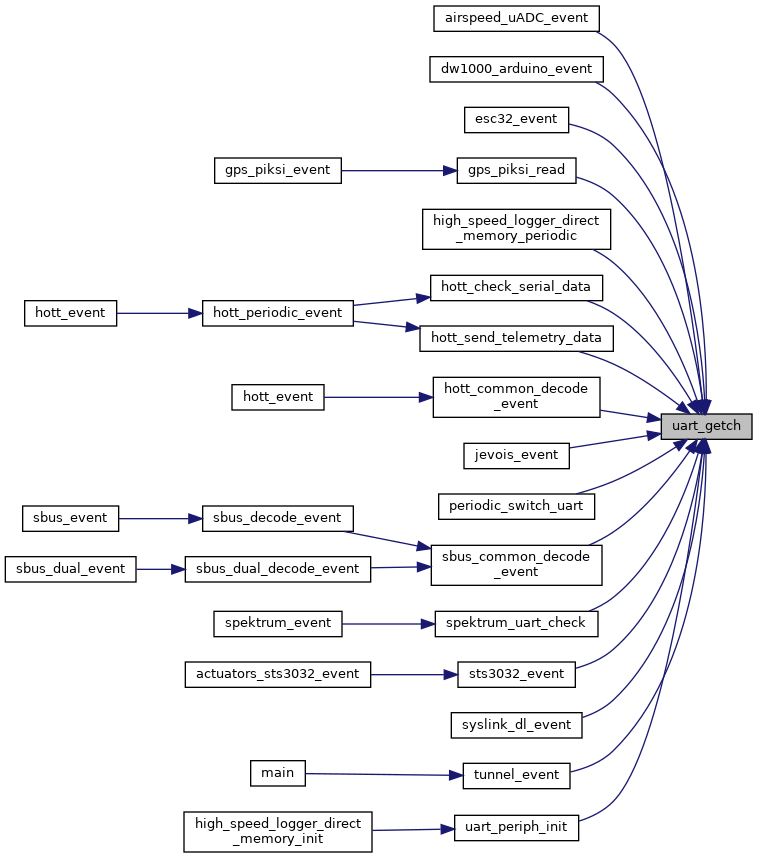 airspeed_uADC_event
dw1000_arduino_event
esc32_event
gps_piksi_event
gps_piksi_read
high_speed_logger_direct
_memory_periodic
hott_check_serial_data
hott_event
hott_periodic_event
hott_send_telemetry_data
hott_event
hott_common_decode
_event
uart_getch
jevois_event
periodic_switch_uart
sbus_event
sbus_decode_event
sbus_common_decode
_event
sbus_dual_event
sbus_dual_decode_event
spektrum_event
spektrum_uart_check
actuators_sts3032_event
sts3032_event
syslink_dl_event
main
tunnel_event
high_speed_logger_direct
_memory_init
uart_periph_init